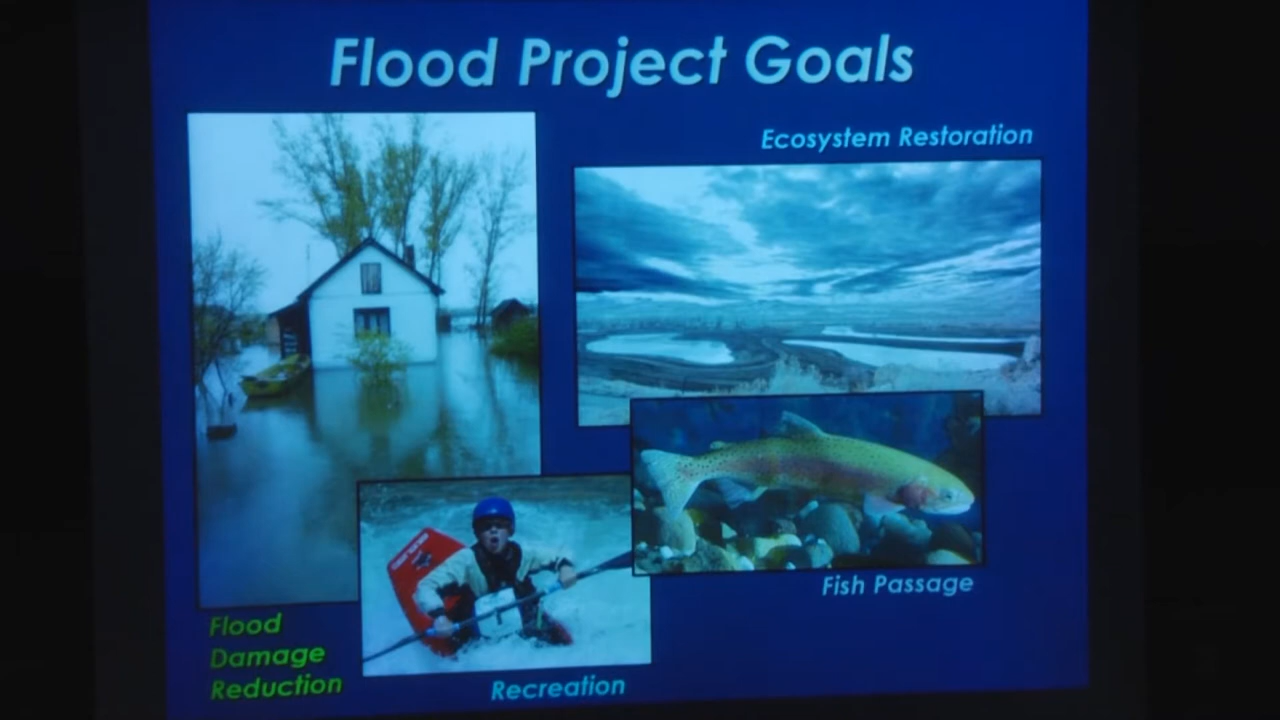 Flood Project Goals
Ecosystem Restoration
Fish Passage
Flood
Damage
Reduction
Recreation